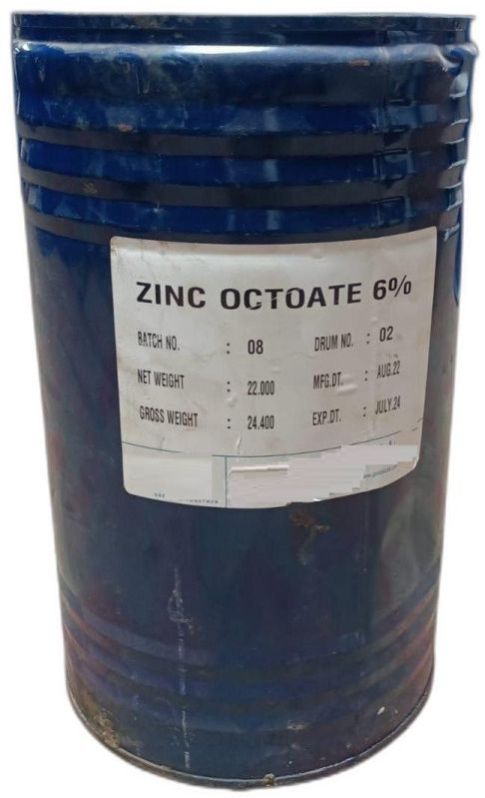 ZINC OCTOATE 6%
BATCH NO. : 08 DRUM NO. : 02
NET WEIGHT : 22.000 MFG.DT. : AUG.22
GROSS WEIGHT : 24.400 EXP.DT. : JULY.24